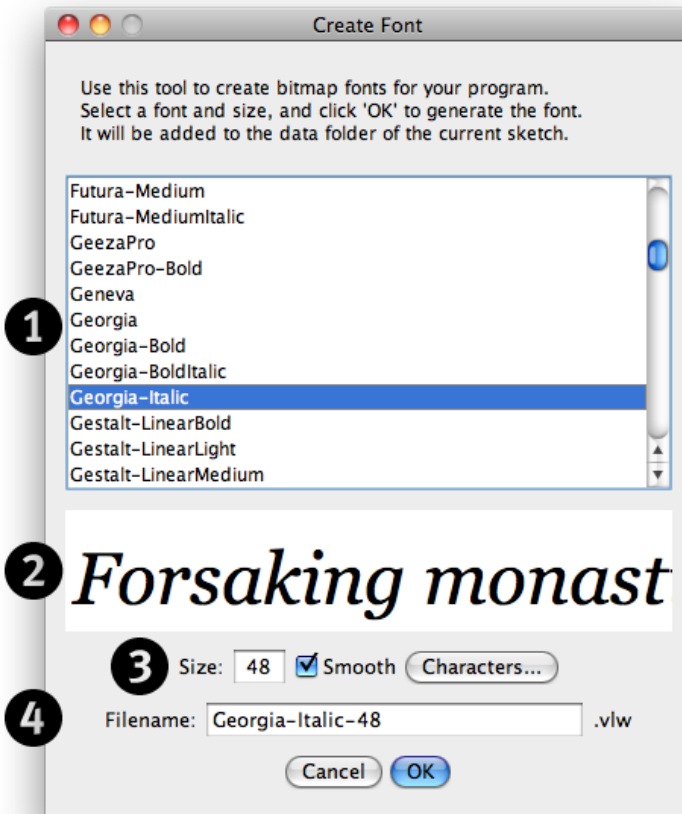 Create Font
Use this tool to create bitmap fonts for your program.
Select a font and size, and click 'OK' to generate the font.
It will be added to the data folder of the current sketch.
Futura-Medium
Futura-MediumItalic
GeezaPro
GeezaPro-Bold
Geneva
1 Georgia
Georgia-Bold
Georgia-BoldItalic
Georgia-Italic
Gestalt-LinearBold
Gestalt-LinearLight
Gestalt-LinearMedium
2 Forsaking monast
3 Size: 48 Smooth Characters...
4 Filename: Georgia-Italic-48 .vlw
Cancel OK